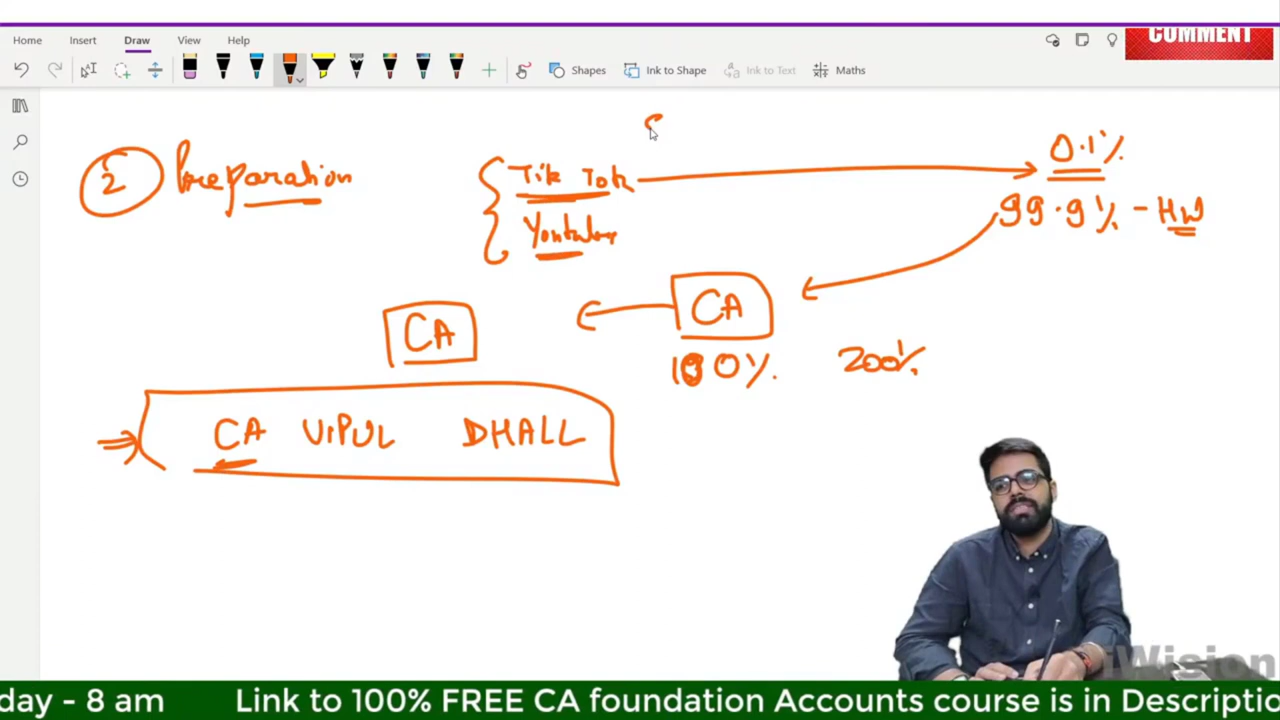 COMMENT
Home Insert Draw View Help
Shapes Ink to Shape Ink to Text Maths
2 Preparation
Tik Tok
Youtuber
0.1%
99.9% - HW
CA
100% 200%
CA
CA VIPUL DHALL
iWision
day - 8 am Link to 100% FREE CA foundation Accounts course is in Descriptio